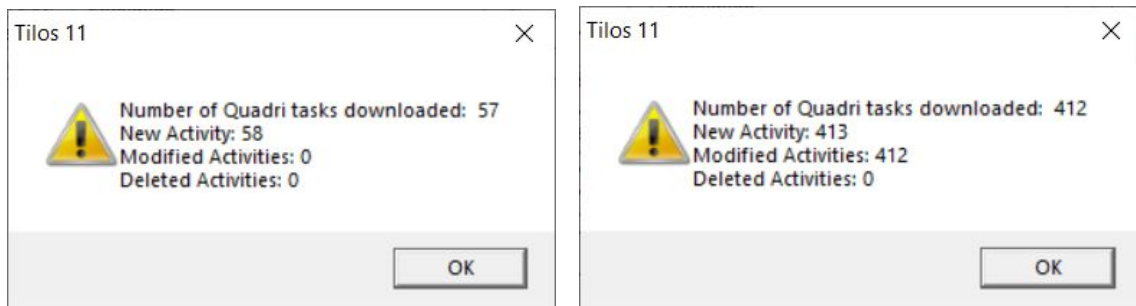 Tilos 11
Number of Quadri tasks downloaded: 57
New Activity: 58
Modified Activities: 0
Deleted Activities: 0
OK
Tilos 11
Number of Quadri tasks downloaded: 412
New Activity: 413
Modified Activities: 412
Deleted Activities: 0
OK